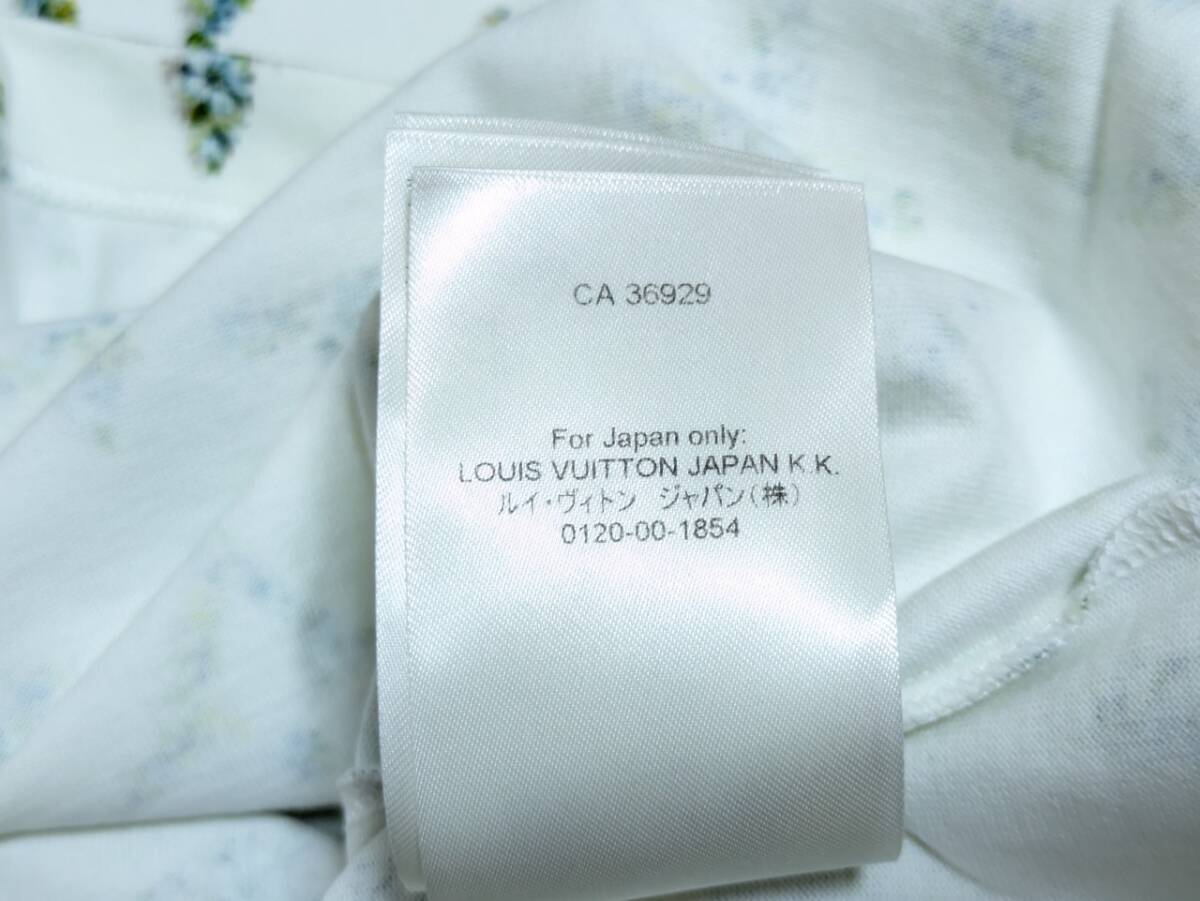 CA 36929
For Japan only:
LOUIS VUITTON JAPAN K K.
ルイ・ヴィトン ジャパン(株)
0120-00-1854